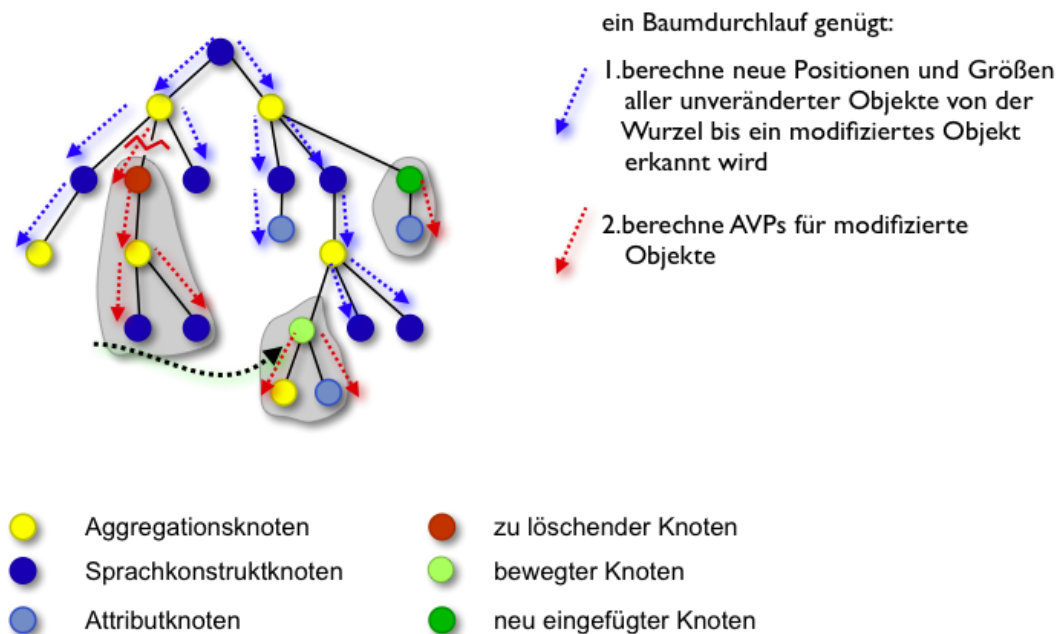 ein Baumdurchlauf genügt:
1.berechne neue Positionen und Größen
aller unveränderter Objekte von der
Wurzel bis ein modifiziertes Objekt
erkannt wird
2.berechne AVPs für modifizierte
Objekte
Aggregationsknoten
zu löschender Knoten
Sprachkonstruktknoten
bewegter Knoten
Attributknoten
neu eingefügter Knoten